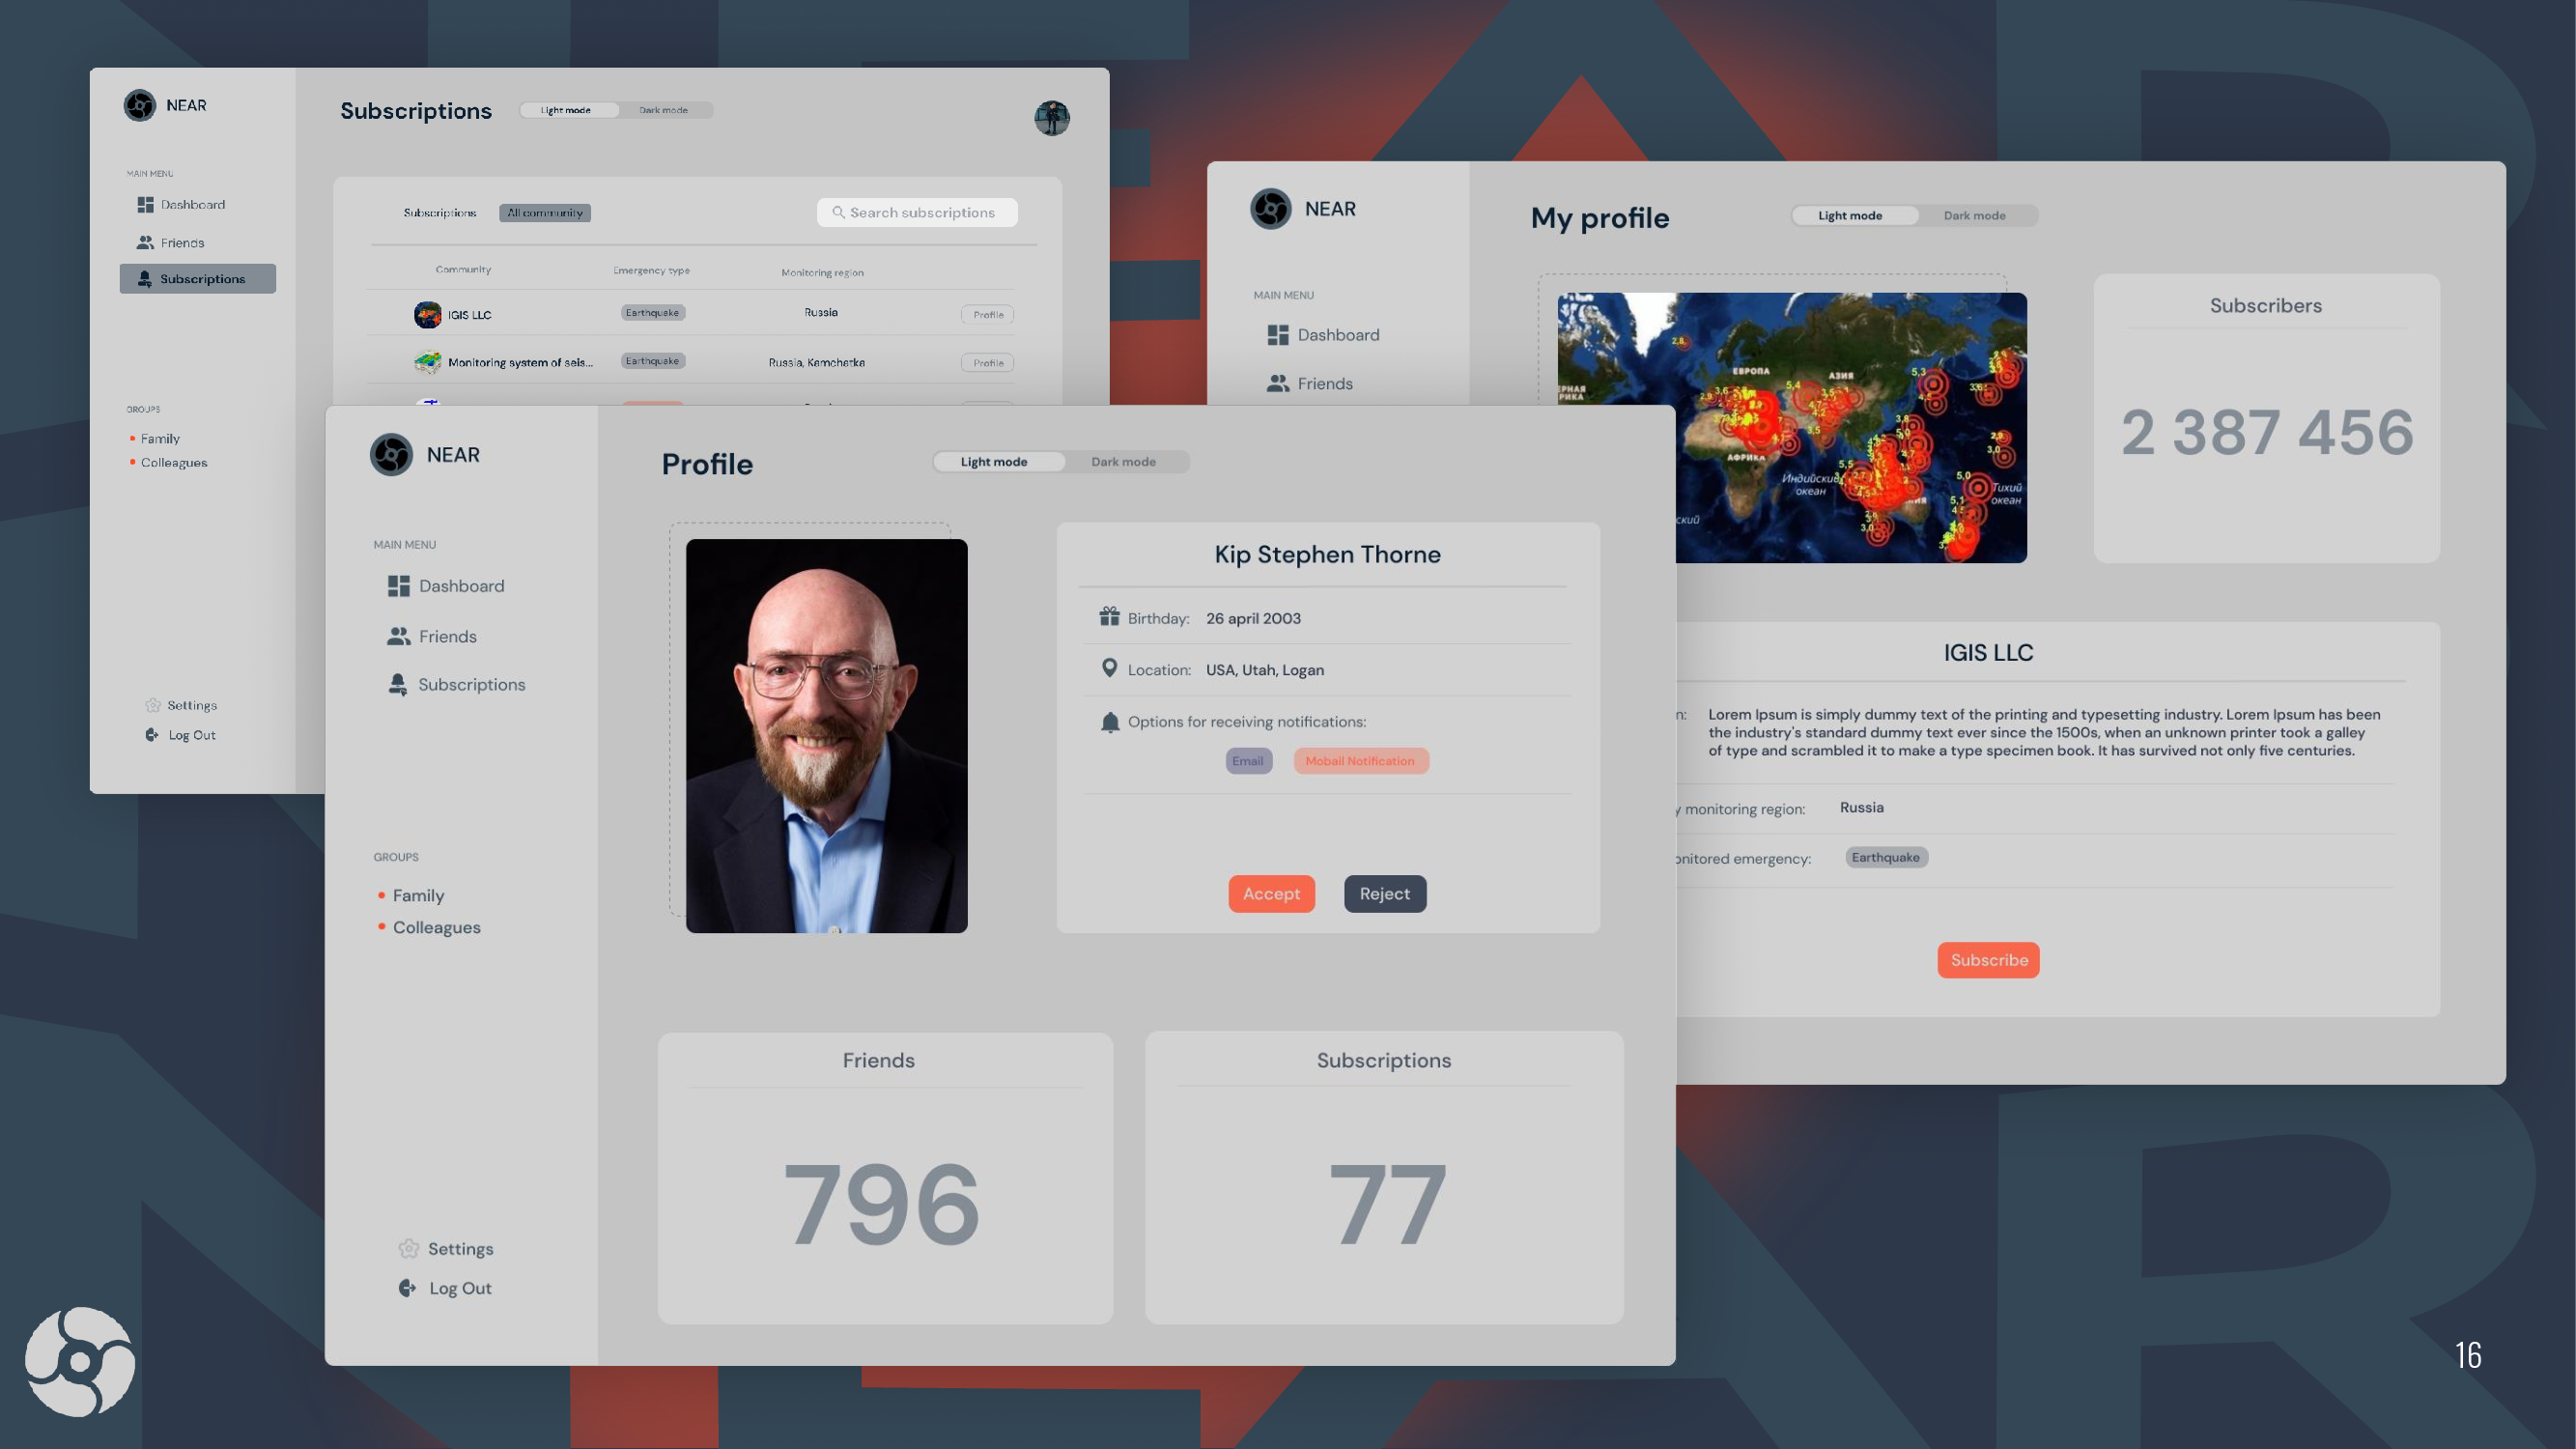 NEAR
Subscriptions
Light mode
Dark mode
MAIN MENU
Dashboard
Friends
Subscriptions
GROUPS
Family
Colleagues
Settings
Log Out
Subscriptions
All community
Search subscriptions
Community
Emergency type
Monitoring region
IGIS LLC
Earthquake
Russia
Profile
Monitoring system of seis...
Earthquake
Russia, Kamchatka
Profile
NEAR
My profile
Light mode
Dark mode
MAIN MENU
Dashboard
Friends
ЕВРОПА
АЗИЯ
АФРИКА
Индийский
океан
Тихий
океан
Subscribers
2 387 456
IGIS LLC
Lorem Ipsum is simply dummy text of the printing and typesetting industry. Lorem Ipsum has been
the industry's standard dummy text ever since the 1500s, when an unknown printer took a galley
of type and scrambled it to make a type specimen book. It has survived not only five centuries.
monitoring region:
Russia
onitored emergency:
Earthquake
Subscribe
NEAR
Profile
Light mode
Dark mode
MAIN MENU
Dashboard
Friends
Subscriptions
GROUPS
Family
Colleagues
Settings
Log Out
Kip Stephen Thorne
Birthday: 26 april 2003
Location: USA, Utah, Logan
Options for receiving notifications:
Email
Mobail Notification
Accept
Reject
Friends
796
Subscriptions
77
16